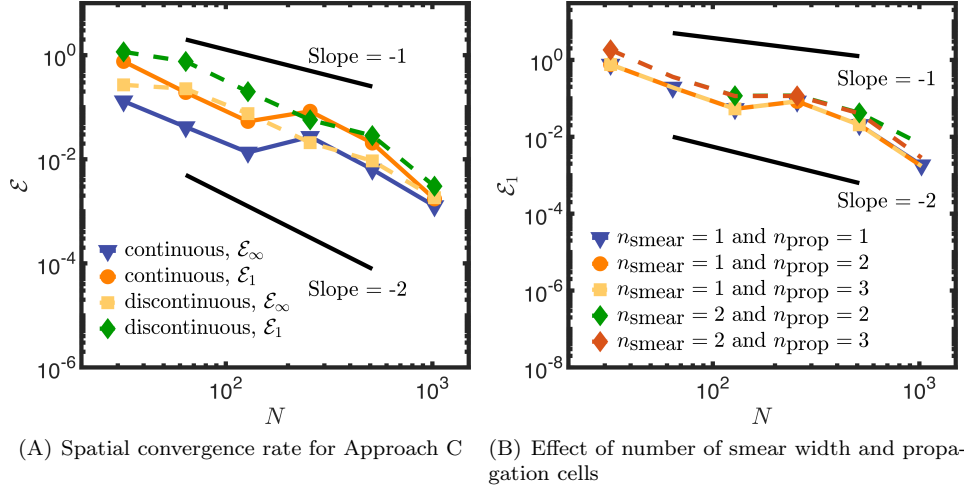 10^0
10^-2
10^-4
10^-6
ℰ
Slope = -1
Slope = -2
continuous, ℰ_∞
continuous, ℰ_1
discontinuous, ℰ_∞
discontinuous, ℰ_1
10^2
10^3
N
(A) Spatial convergence rate for Approach C
10^0
10^-2
10^-4
10^-6
10^-8
ℰ_1
Slope = -1
Slope = -2
n_smear = 1 and n_prop = 1
n_smear = 1 and n_prop = 2
n_smear = 1 and n_prop = 3
n_smear = 2 and n_prop = 2
n_smear = 2 and n_prop = 3
10^2
10^3
N
(B) Effect of number of smear width and propa-
gation cells